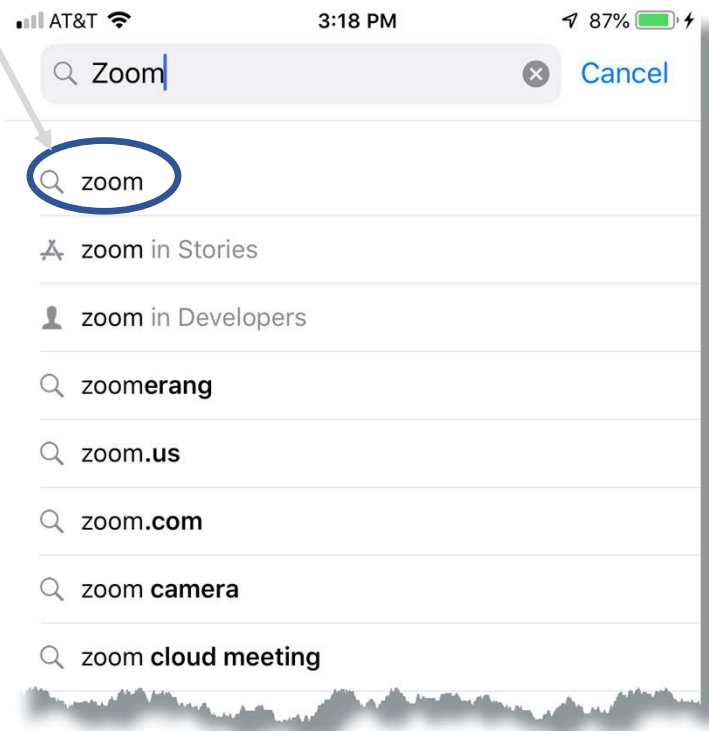 AT&T 3:18 PM 87%
Zoom Cancel
zoom
zoom in Stories
zoom in Developers
zoomerang
zoom.us
zoom.com
zoom camera
zoom cloud meeting